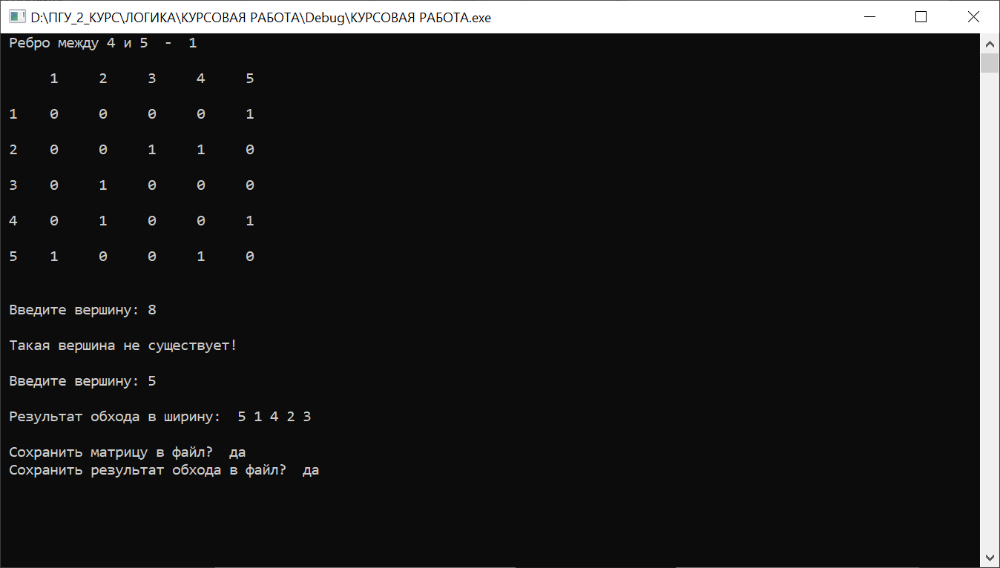 D:\ПГУ_2_КУРС\ЛОГИКА\КУРСОВАЯ РАБОТА\Debug\КУРСОВАЯ РАБОТА.exe
Ребро между 4 и 5  -  1
1 2 3 4 5
1 0 0 0 0 1
2 0 0 1 1 0
3 0 1 0 0 0
4 0 1 0 0 1
5 1 0 0 1 0
Введите вершину: 8
Такая вершина не существует!
Введите вершину: 5
Результат обхода в ширину:  5 1 4 2 3
Сохранить матрицу в файл?  да
Сохранить результат обхода в файл?  да